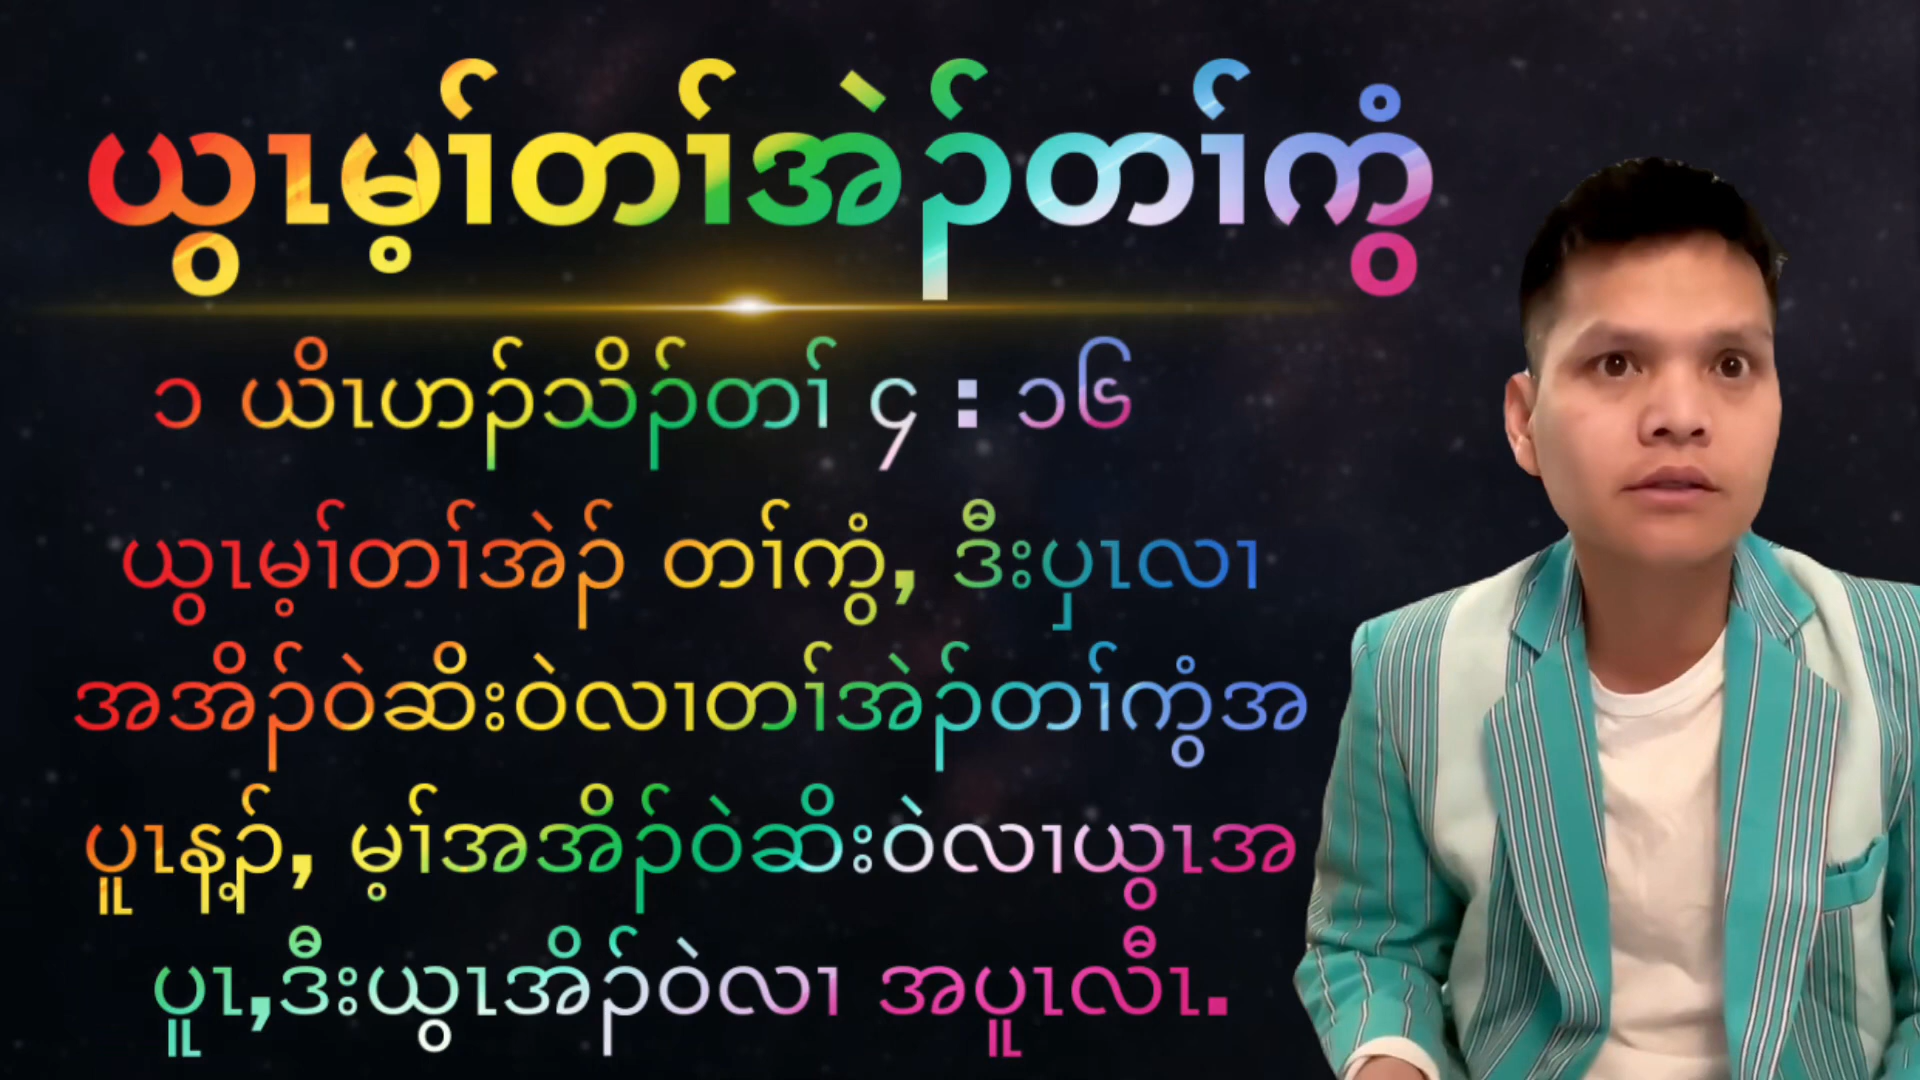 ယွၤမ့ၢ်တၢ်အဲၣ်တၢ်ကွံ
၁ ယိၤဟၣ်သိၣ်တၢ် ၄ : ၁၆
ယွၤမ့ၢ်တၢ်အဲၣ် တၢ်ကွံ, ဒီးပှၤလၢ
အအိၣ်ဝဲဆိးဝဲလၢတၢ်အဲၣ်တၢ်ကွံအ
ပူၤန့ၣ်, မ့ၢ်အအိၣ်ဝဲဆိးဝဲလၢယွၤအ
ပူၤ,ဒီးယွၤအိၣ်ဝဲလၢ အပူၤလီၤ.